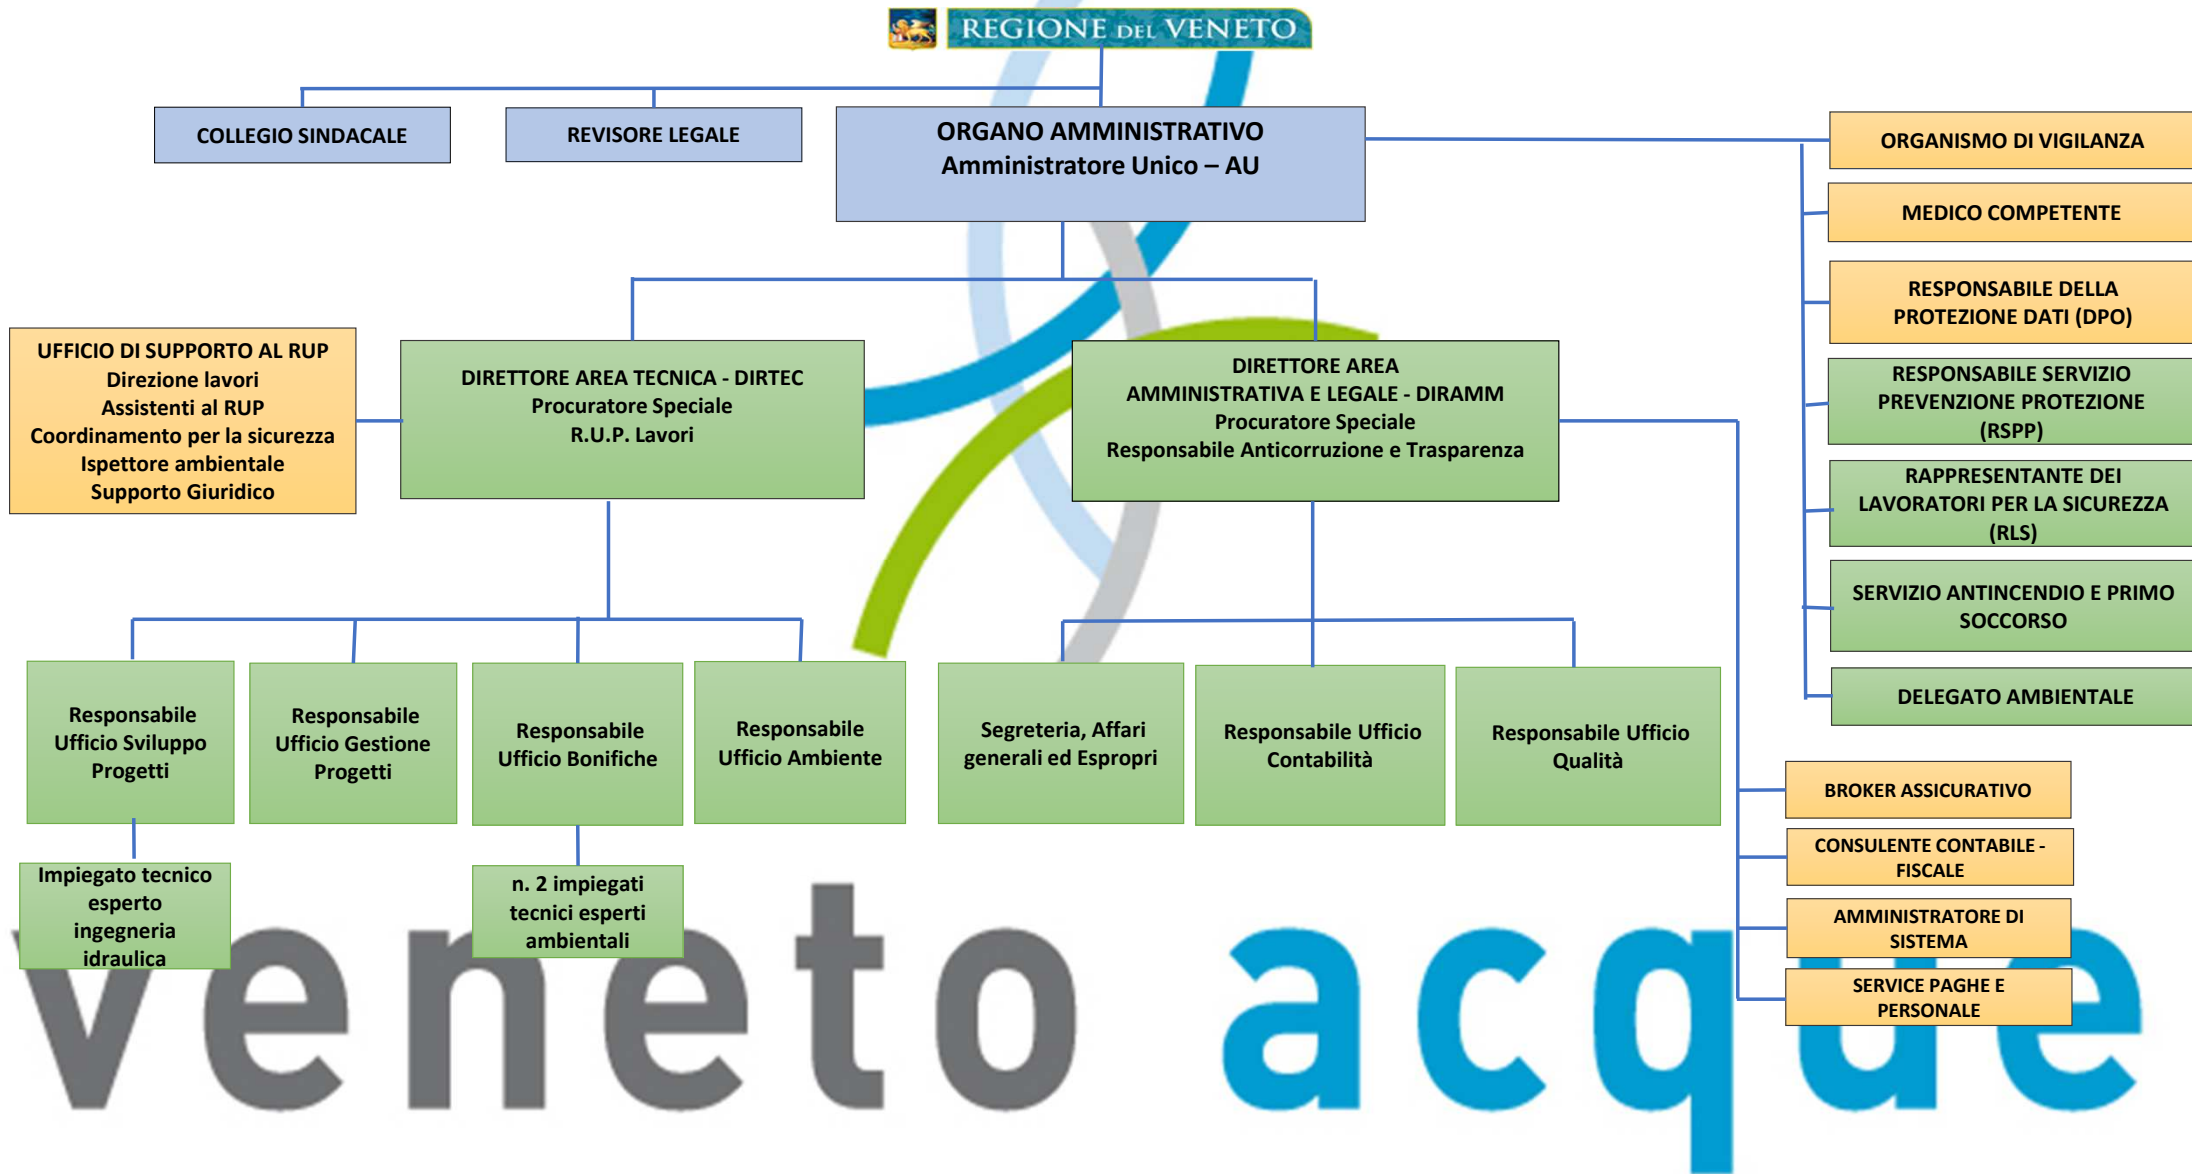 REGIONE DEL VENETO
COLLEGIO SINDACALE
REVISORE LEGALE
ORGANO AMMINISTRATIVO
Amministratore Unico – AU
ORGANISMO DI VIGILANZA
MEDICO COMPETENTE
RESPONSABILE DELLA
PROTEZIONE DATI (DPO)
RESPONSABILE SERVIZIO
PREVENZIONE PROTEZIONE
(RSPP)
RAPPRESENTANTE DEI
LAVORATORI PER LA SICUREZZA
(RLS)
SERVIZIO ANTINCENDIO E PRIMO
SOCCORSO
DELEGATO AMBIENTALE
UFFICIO DI SUPPORTO AL RUP
Direzione lavori
Assistenti al RUP
Coordinamento per la sicurezza
Ispettore ambientale
Supporto Giuridico
DIRETTORE AREA TECNICA - DIRTEC
Procuratore Speciale
R.U.P. Lavori
DIRETTORE AREA
AMMINISTRATIVA E LEGALE - DIRAMM
Procuratore Speciale
Responsabile Anticorruzione e Trasparenza
Responsabile
Ufficio Sviluppo
Progetti
Responsabile
Ufficio Gestione
Progetti
Responsabile
Ufficio Bonifiche
Responsabile
Ufficio Ambiente
Segreteria, Affari
generali ed Espropri
Responsabile Ufficio
Contabilità
Responsabile Ufficio
Qualità
BROKER ASSICURATIVO
CONSULENTE CONTABILE -
FISCALE
AMMINISTRATORE DI
SISTEMA
SERVICE PAGHE E
PERSONALE
Impiegato tecnico
esperto
ingegneria
idraulica
n. 2 impiegati
tecnici esperti
ambientali
veneto acque